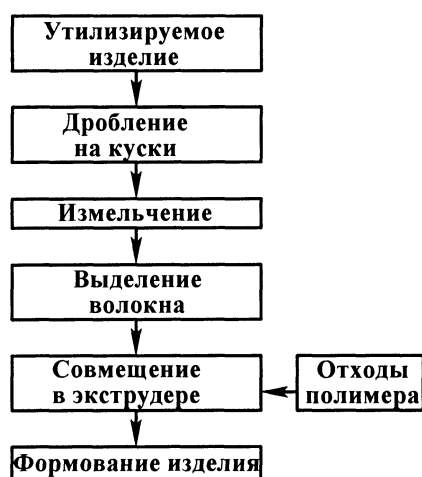 Утилизируемое
изделие
Дробление
на куски
Измельчение
Выделение
волокна
Совмещение
в экструдере
Отходы
полимера
Формование изделия